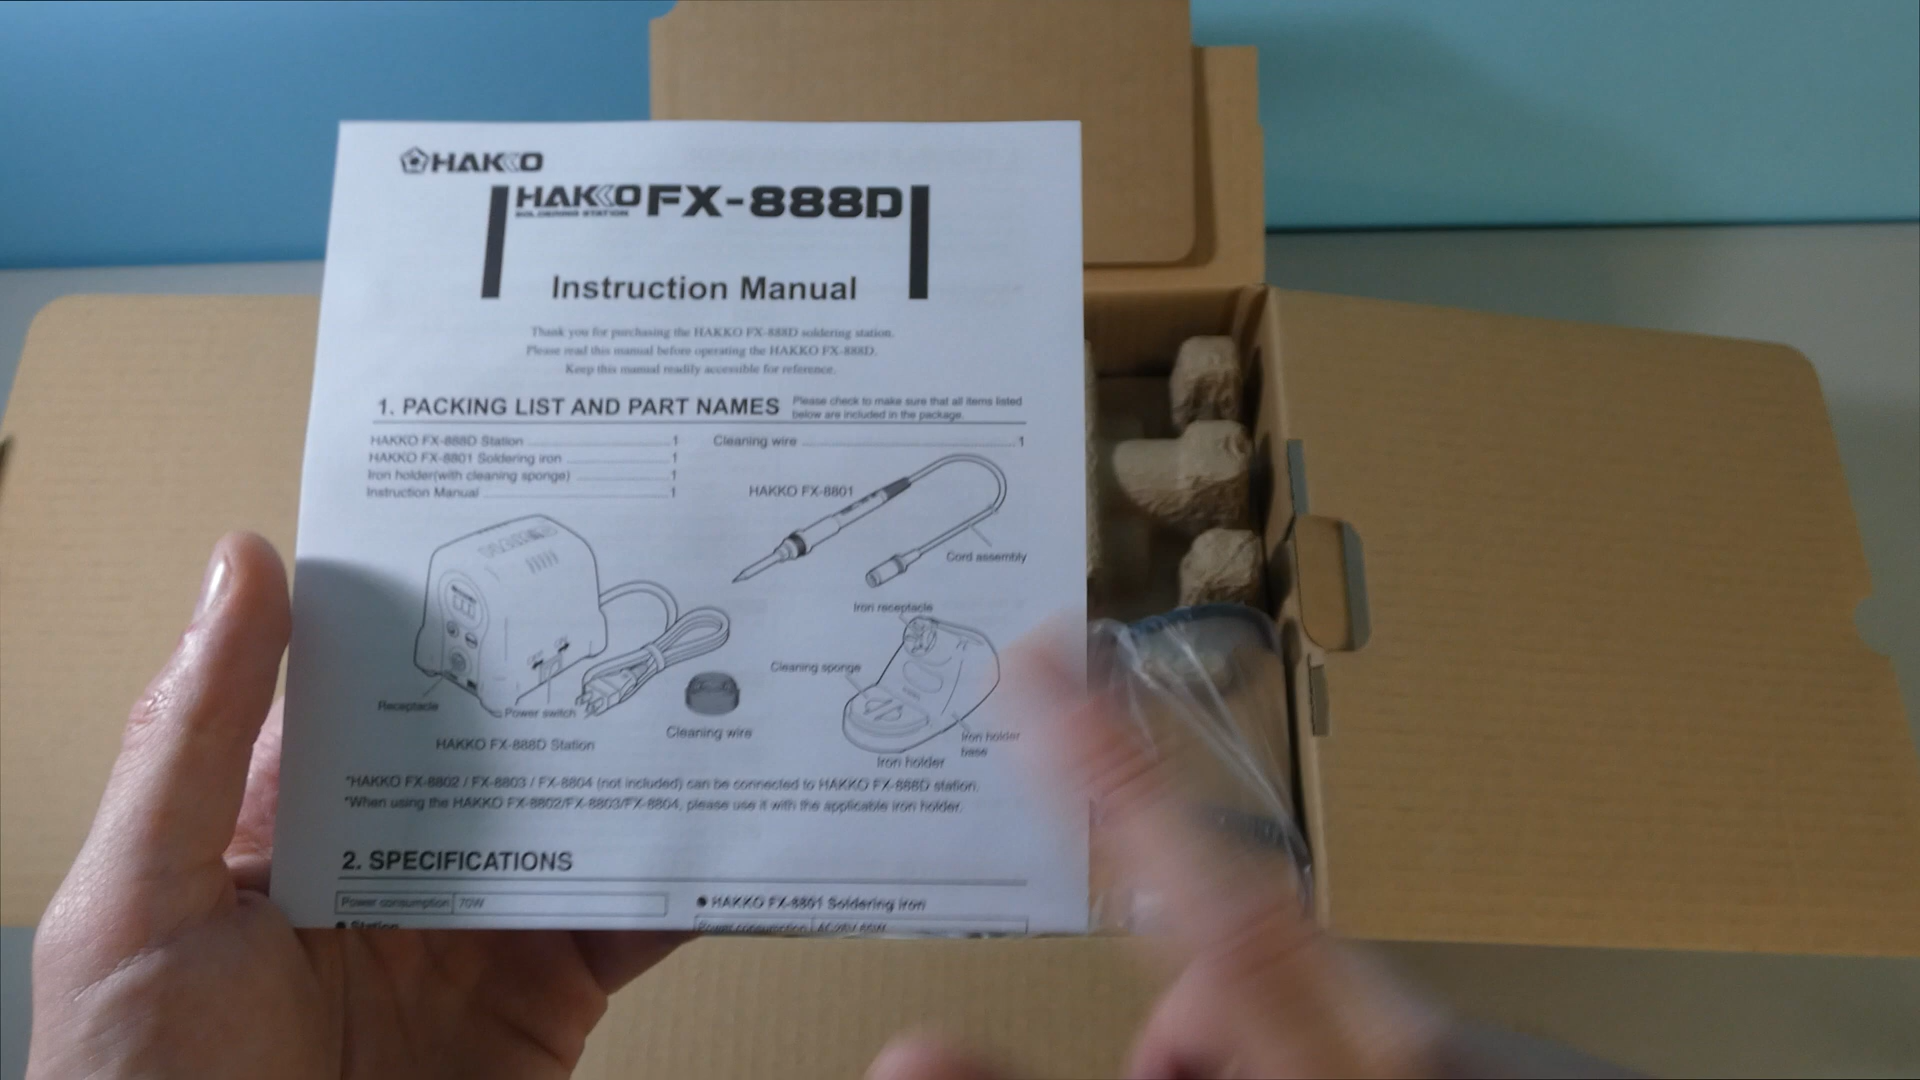 HAKKO
HAKKO FX-888D
SOLDERING STATION
Instruction Manual
Thank you for purchasing the HAKKO FX-888D soldering station.
Please read this manual before operating the HAKKO FX-888D.
Keep this manual readily accessible for reference.
1. PACKING LIST AND PART NAMES
Please check to make sure that all items listed
below are included in the package.
HAKKO FX-888D Station 1
HAKKO FX-8801 Soldering iron 1
Iron holder(with cleaning sponge) 1
Instruction Manual 1
Cleaning wire 1
HAKKO FX-8801
Cord assembly
Iron receptacle
Cleaning sponge
Receptacle
Power switch
Cleaning wire
Iron holder
base
HAKKO FX-888D Station
Iron holder
*HAKKO FX-8802 / FX-8803 / FX-8804 (not included) can be connected to HAKKO FX-888D station.
*When using the HAKKO FX-8802/FX-8803/FX-8804, please use it with the applicable iron holder.
2. SPECIFICATIONS
Power consumption 70W
● Station
● HAKKO FX-8801 Soldering iron
Power consumption AC 26V 65W